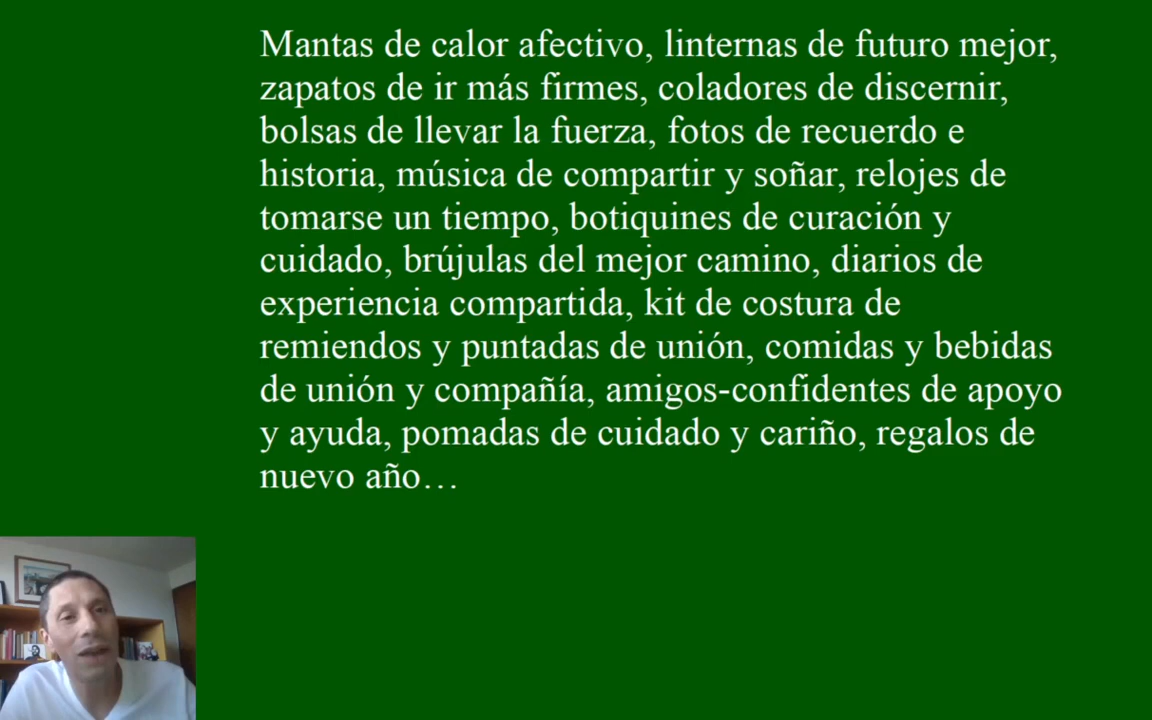 Mantas de calor afectivo, linternas de futuro mejor,
zapatos de ir más firmes, coladores de discernir,
bolsas de llevar la fuerza, fotos de recuerdo e
historia, música de compartir y soñar, relojes de
tomarse un tiempo, botiquines de curación y
cuidado, brújulas del mejor camino, diarios de
experiencia compartida, kit de costura de
remiendos y puntadas de unión, comidas y bebidas
de unión y compañía, amigos-confidentes de apoyo
y ayuda, pomadas de cuidado y cariño, regalos de
nuevo año…